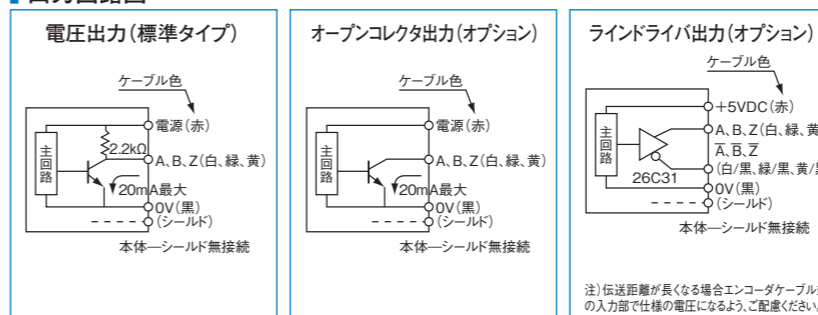 電圧出力（標準タイプ）
ケーブル色
主回路
2.2kΩ
電源（赤）
A、B、Z（白、緑、黄）
20mA最大
0V（黒）
（シールド）
本体―シールド無接続
オープンコレクタ出力（オプション）
ケーブル色
主回路
電源（赤）
A、B、Z（白、緑、黄）
20mA最大
0V（黒）
（シールド）
本体―シールド無接続
ラインドライバ出力（オプション）
ケーブル色
主回路
26C31
+5VDC（赤）
A、B、Z（白、緑、黄
A̅、B̅、Z̅
（白/黒、緑/黒、黄/
0V（黒）
（シールド）
本体―シールド無接続
注）伝送距離が長くなる場合エンコーダケーブル
の入力部で仕様の電圧になるよう、ご配慮ください